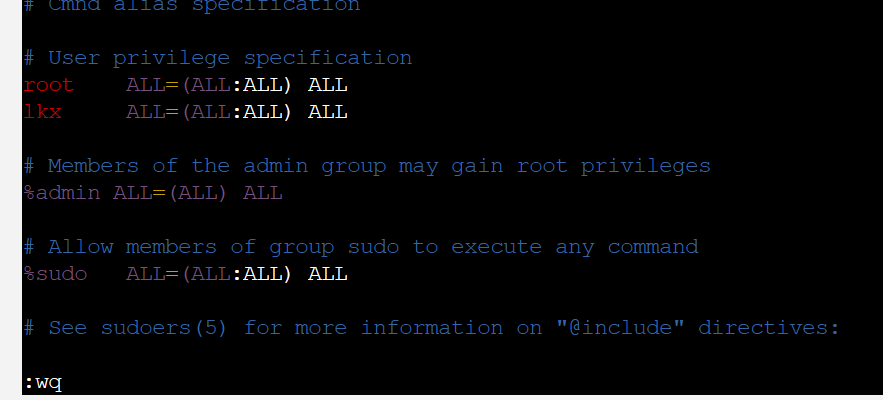 # Cmnd alias specification
# User privilege specification
root    ALL=(ALL:ALL) ALL
lkx     ALL=(ALL:ALL) ALL
# Members of the admin group may gain root privileges
%admin ALL=(ALL) ALL
# Allow members of group sudo to execute any command
%sudo   ALL=(ALL:ALL) ALL
# See sudoers(5) for more information on "@include" directives:
:wq